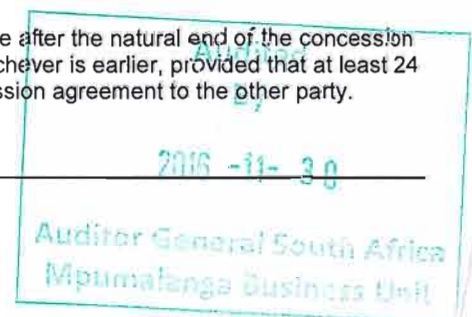 e after the natural end of the concession
chever is earlier, provided that at least 24
ssion agreement to the other party.
Audited
By
2016 -11- 30
Auditor General South Africa
Mpumalanga Business Unit